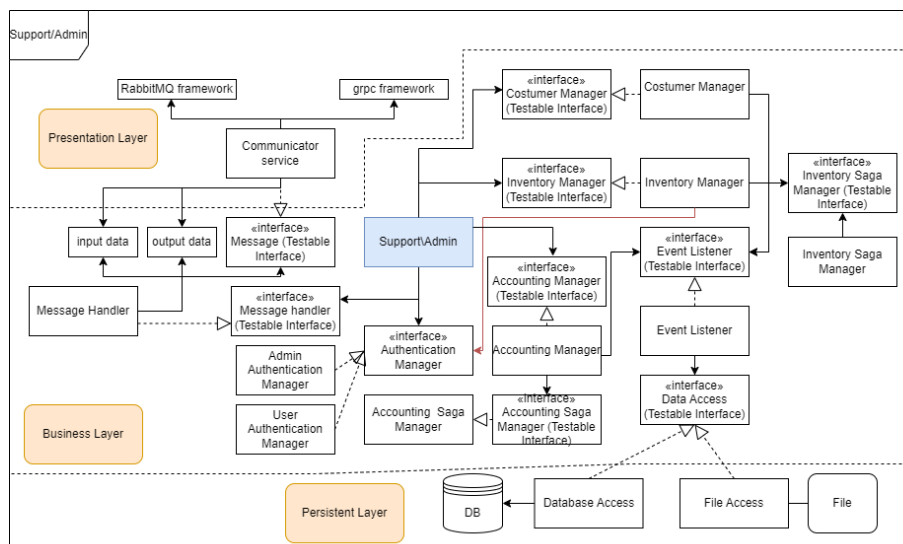 Support/Admin
RabbitMQ framework
grpc framework
«interface»
Costumer Manager
(Testable Interface)
Costumer Manager
Presentation Layer
Communicator
service
«interface»
Inventory Manager
(Testable Interface)
Inventory Manager
«interface»
Inventory Saga
Manager (Testable
Interface)
input data
output data
«interface»
Message (Testable
Interface)
Support\Admin
«interface»
Event Listener
(Testable Interface)
Inventory Saga
Manager
«interface»
Accounting Manager
(Testable Interface)
Message Handler
«interface»
Message handler
(Testable Interface)
Event Listener
Admin
Authentication
Manager
«interface»
Authentication
Manager
Accounting Manager
User
Authentication
Manager
Accounting Saga
Manager
«interface»
Accounting Saga
Manager (Testable
Interface)
«interface»
Data Access
(Testable Interface)
Business Layer
Persistent Layer
DB
Database Access
File Access
File